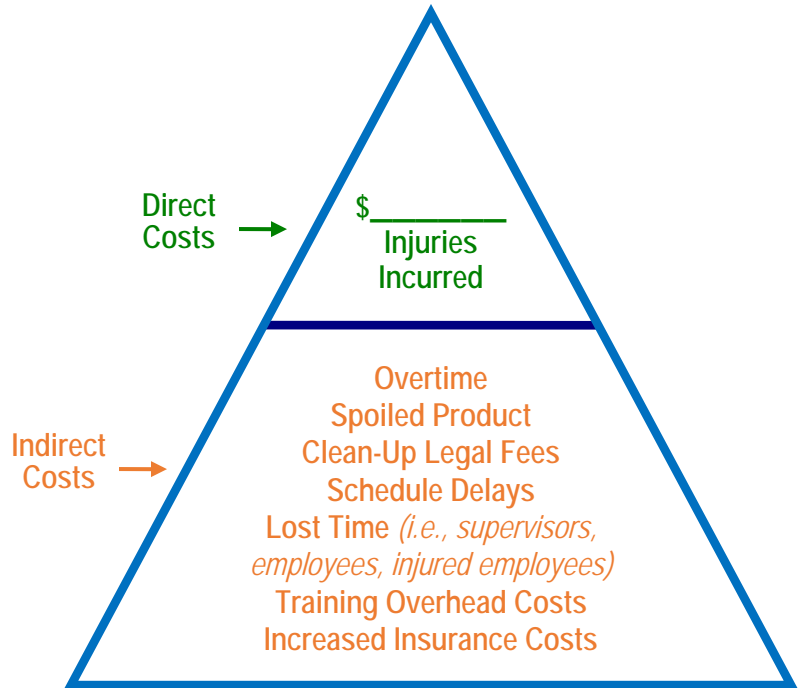 Direct
Costs
$_______
Injuries
Incurred
Indirect
Costs
Overtime
Spoiled Product
Clean-Up Legal Fees
Schedule Delays
Lost Time (i.e., supervisors,
employees, injured employees)
Training Overhead Costs
Increased Insurance Costs